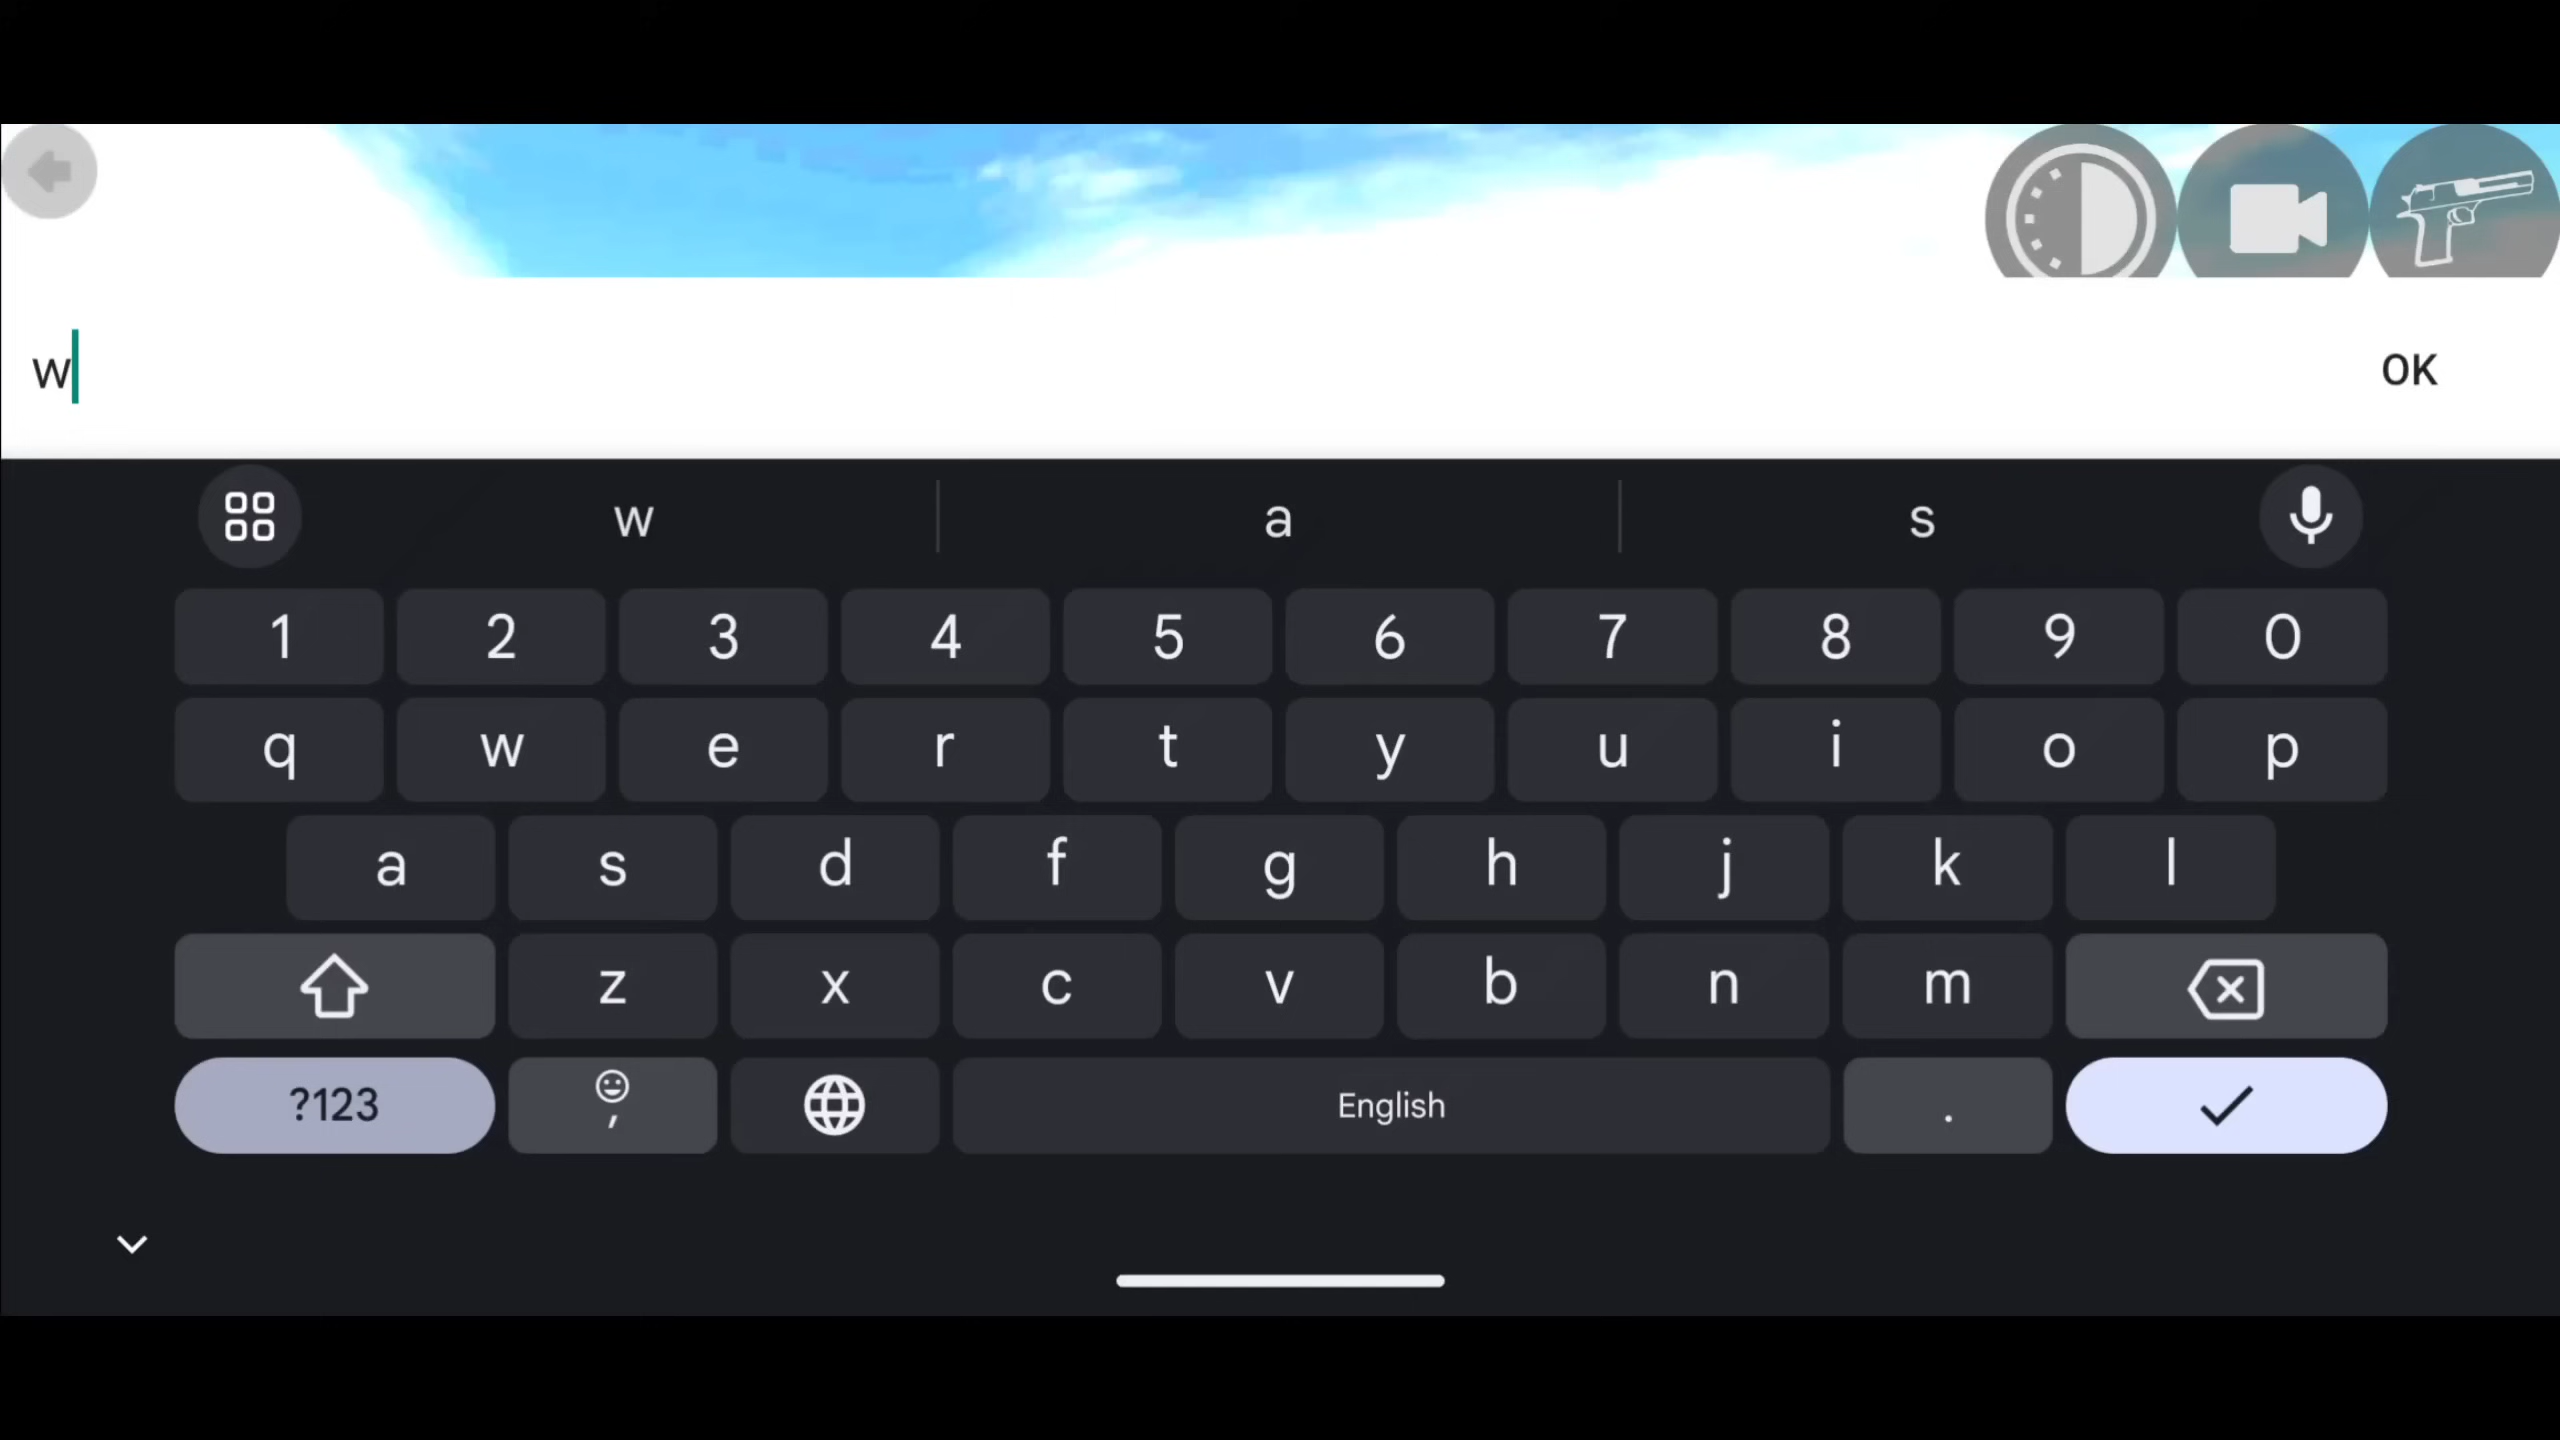 w
OK
w a s
1 2 3 4 5 6 7 8 9 0
q w e r t y u i o p
a s d f g h j k l
z x c v b n m
?123 , English .